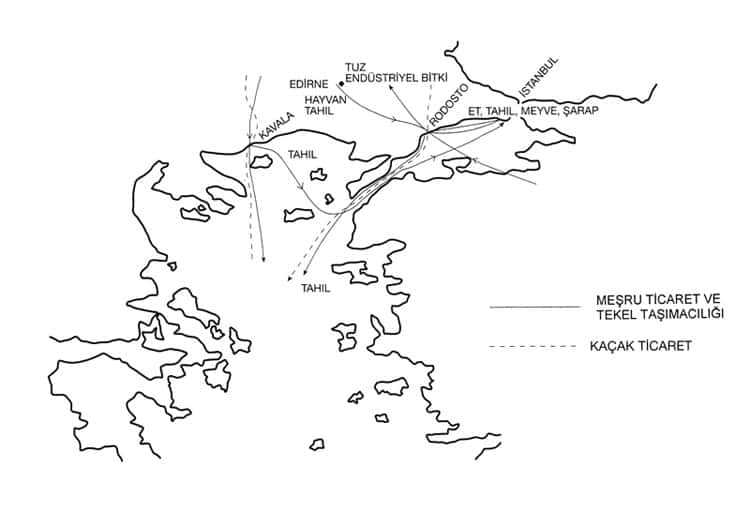 TUZ
ENDÜSTRİYEL BİTKİ
EDİRNE
HAYVAN
TAHIL
İSTANBUL
RODOSTO
ET, TAHIL, MEYVE, ŞARAP
KAVALA
TAHIL
TAHIL
MEŞRU TİCARET VE
TEKEL TAŞIMACILIĞI
KAÇAK TİCARET